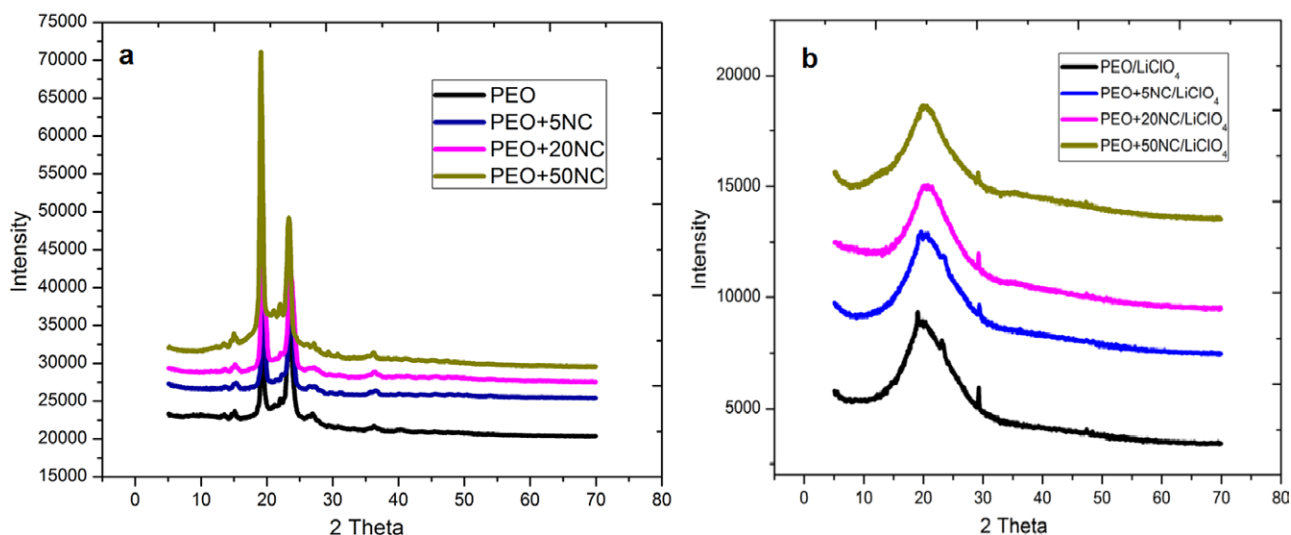 a
PEO
PEO+5NC
PEO+20NC
PEO+50NC
75000
70000
65000
60000
55000
50000
45000
40000
35000
30000
25000
20000
15000
Intensity
0 10 20 30 40 50 60 70 80
2 Theta
b
PEO/LiClO₄
PEO+5NC/LiClO₄
PEO+20NC/LiClO₄
PEO+50NC/LiClO₄
20000
15000
10000
5000
Intensity
0 10 20 30 40 50 60 70 80
2 Theta